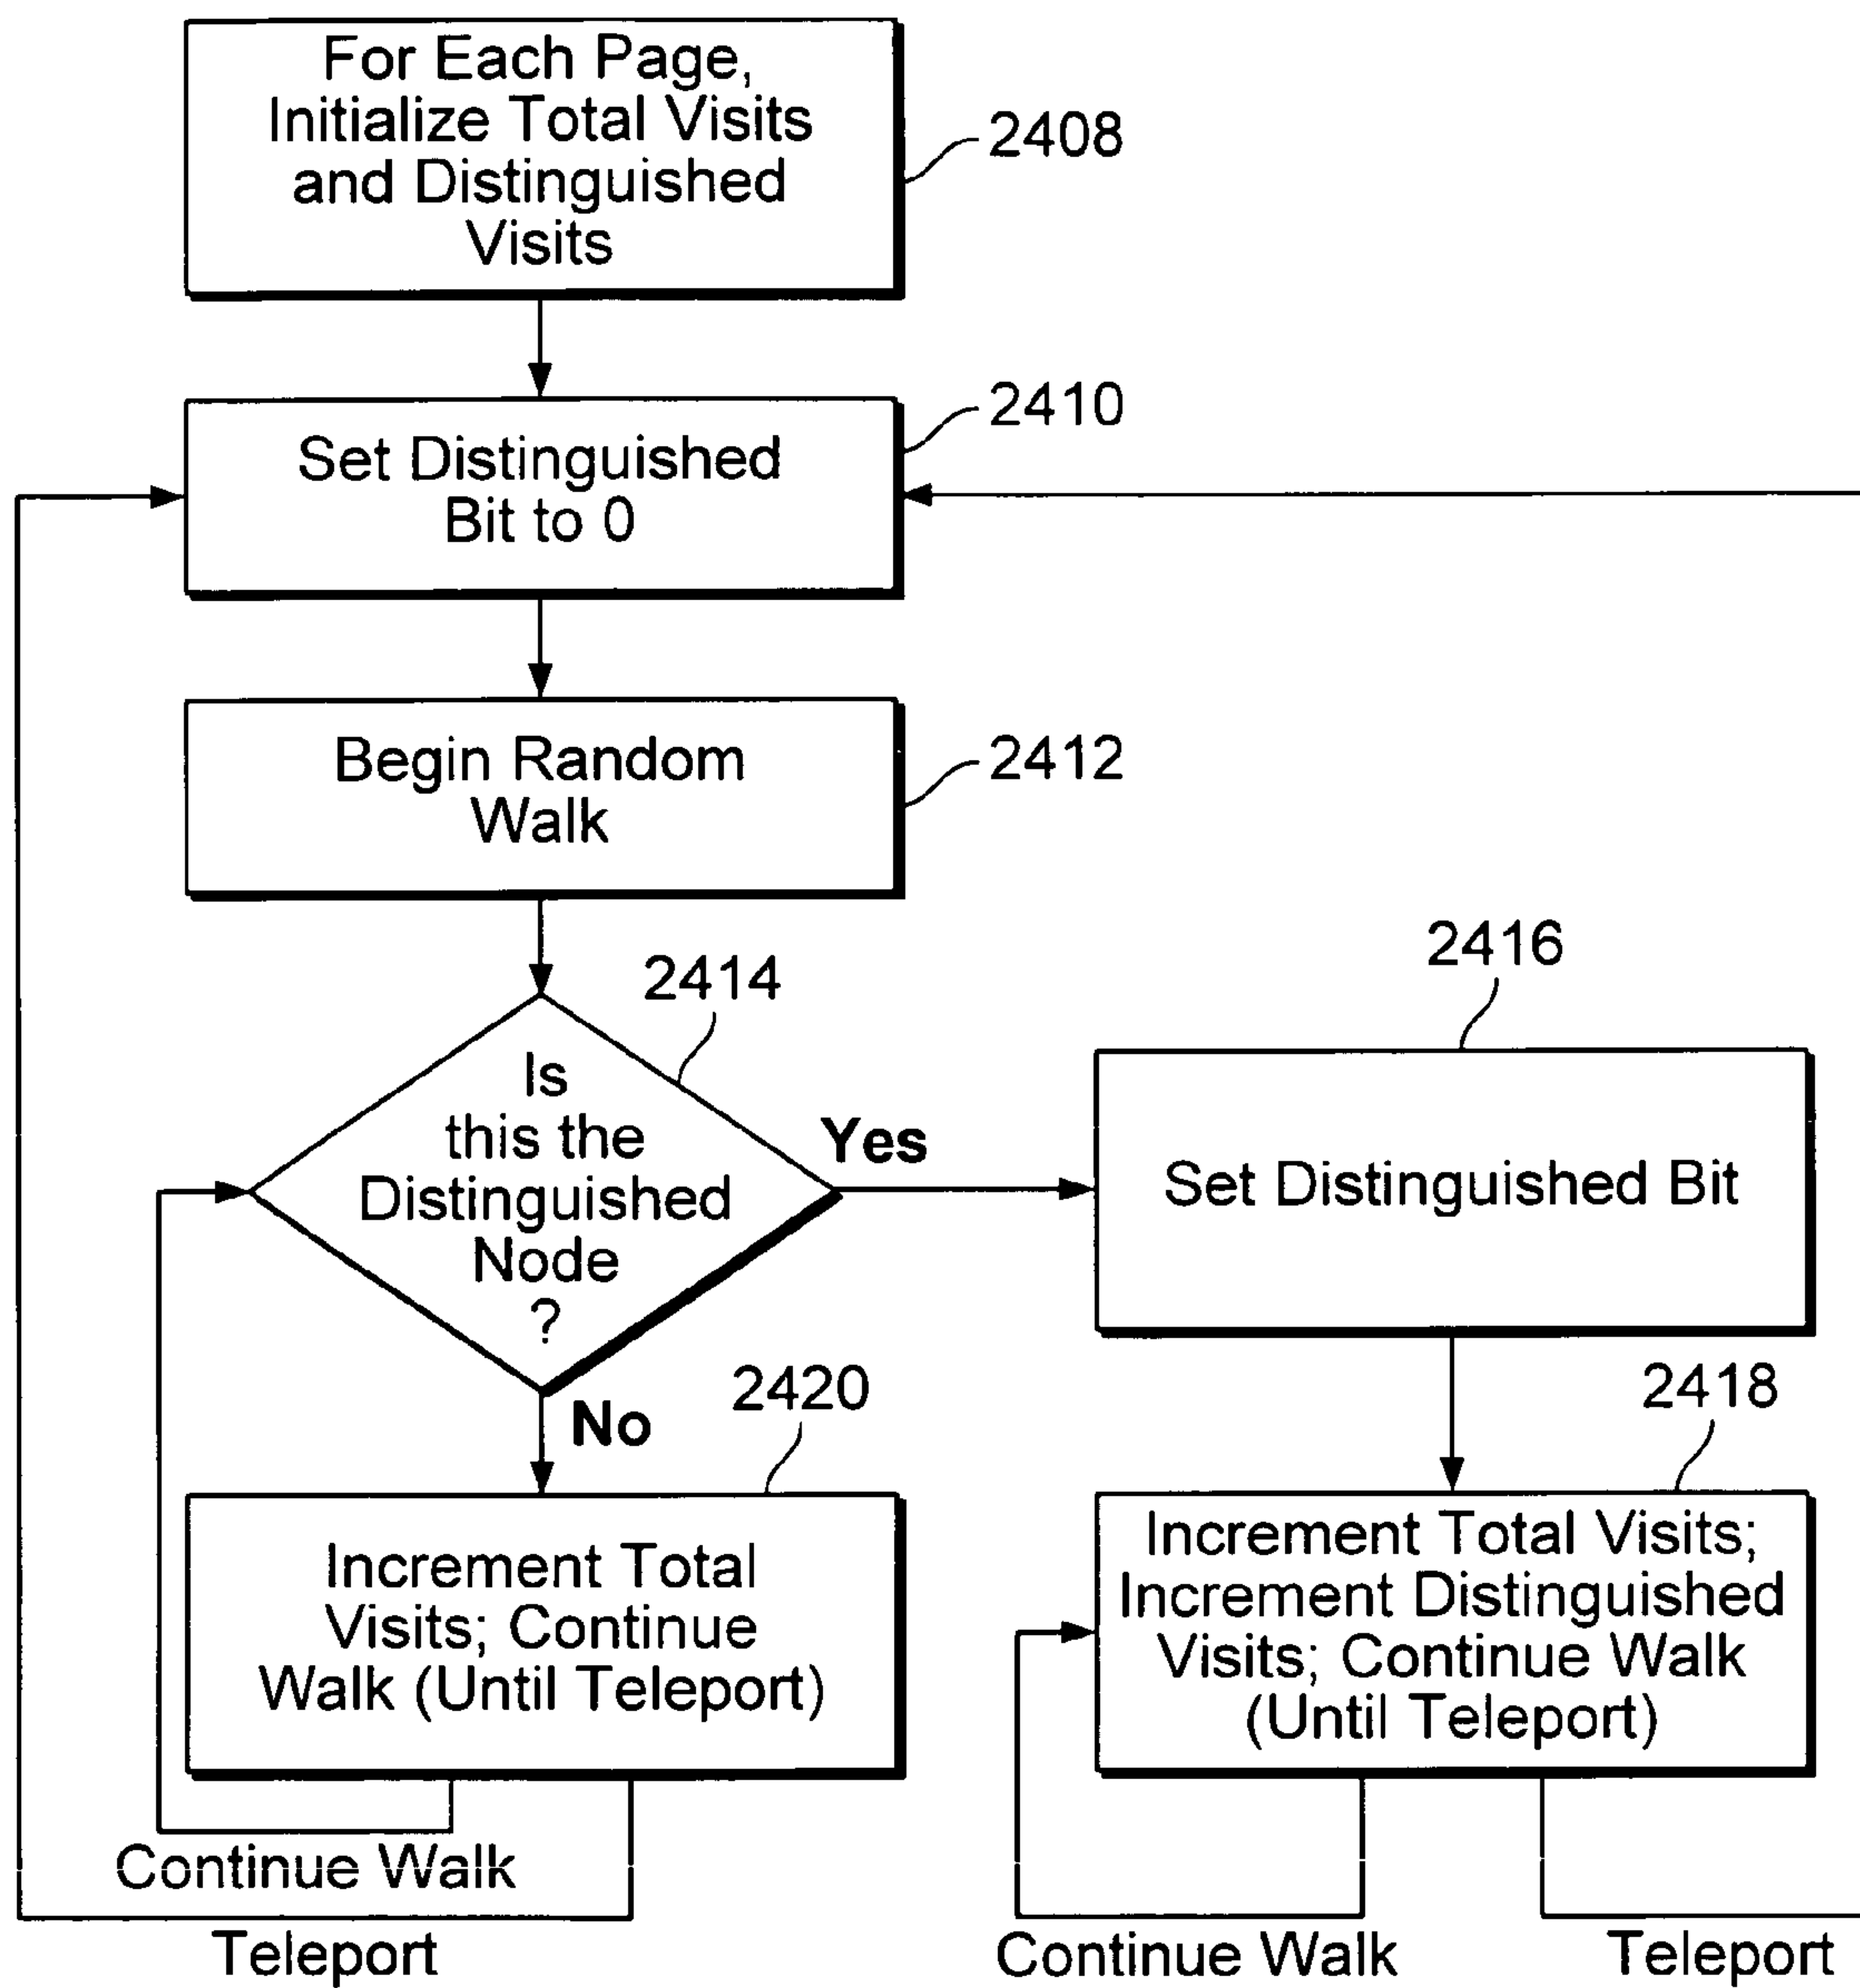 For Each Page,
Initialize Total Visits
and Distinguished
Visits
2408
2410
Set Distinguished
Bit to 0
Begin Random
Walk
2412
2414
2416
Is
this the
Distinguished
Node
?
Yes
Set Distinguished Bit
No
2420
2418
Increment Total
Visits; Continue
Walk (Until Teleport)
Increment Total Visits;
Increment Distinguished
Visits; Continue Walk
(Until Teleport)
Continue Walk
Teleport
Continue Walk
Teleport